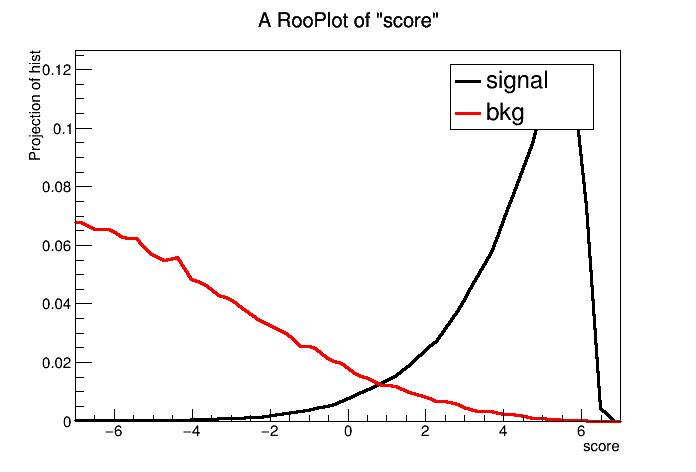 A RooPlot of "score"
Projection of hist
0.12
0.1
0.08
0.06
0.04
0.02
0
signal
bkg
−6 −4 −2 0 2 4 6
score